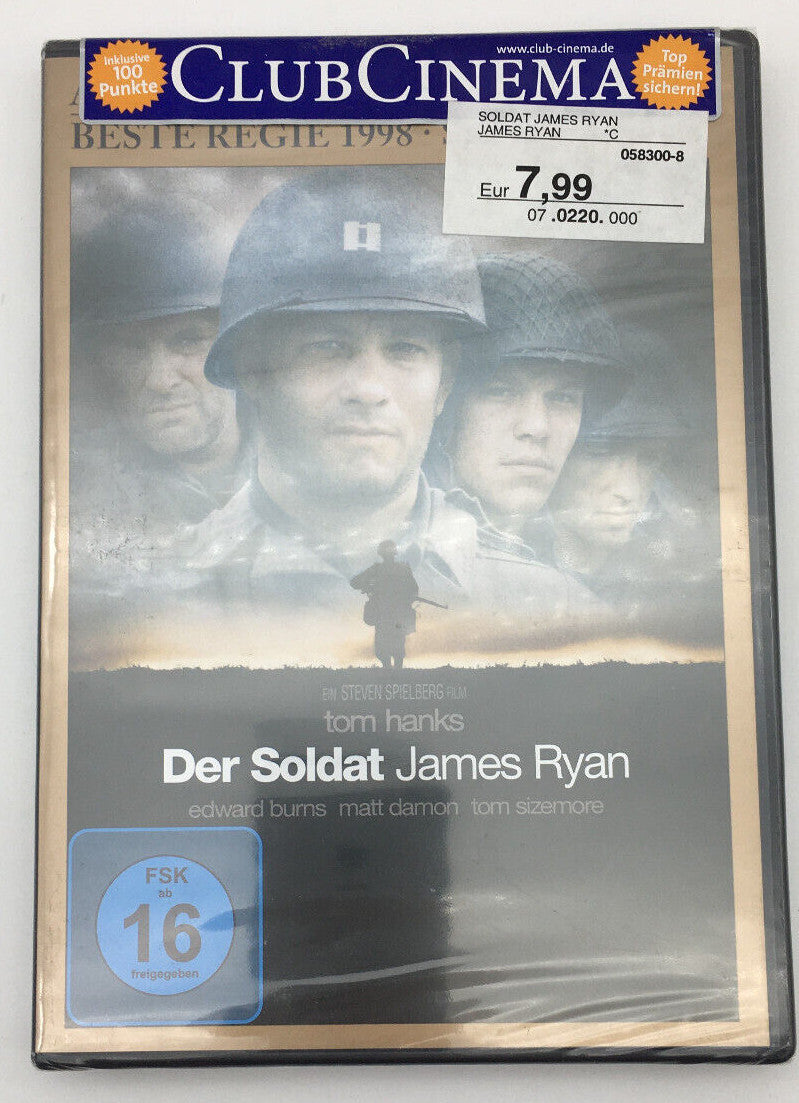 Inklusive
100
Punkte
CLUBCINEMA
www.club-cinema.de
Top
Prämien
sichern!
BESTE REGIE 1998 ·
SOLDAT JAMES RYAN
JAMES RYAN *C
058300-8
Eur 7,99
07 .0220. 000
EIN STEVEN SPIELBERG FILM
tom hanks
Der Soldat James Ryan
edward burns matt damon tom sizemore
FSK
ab
16
freigegeben